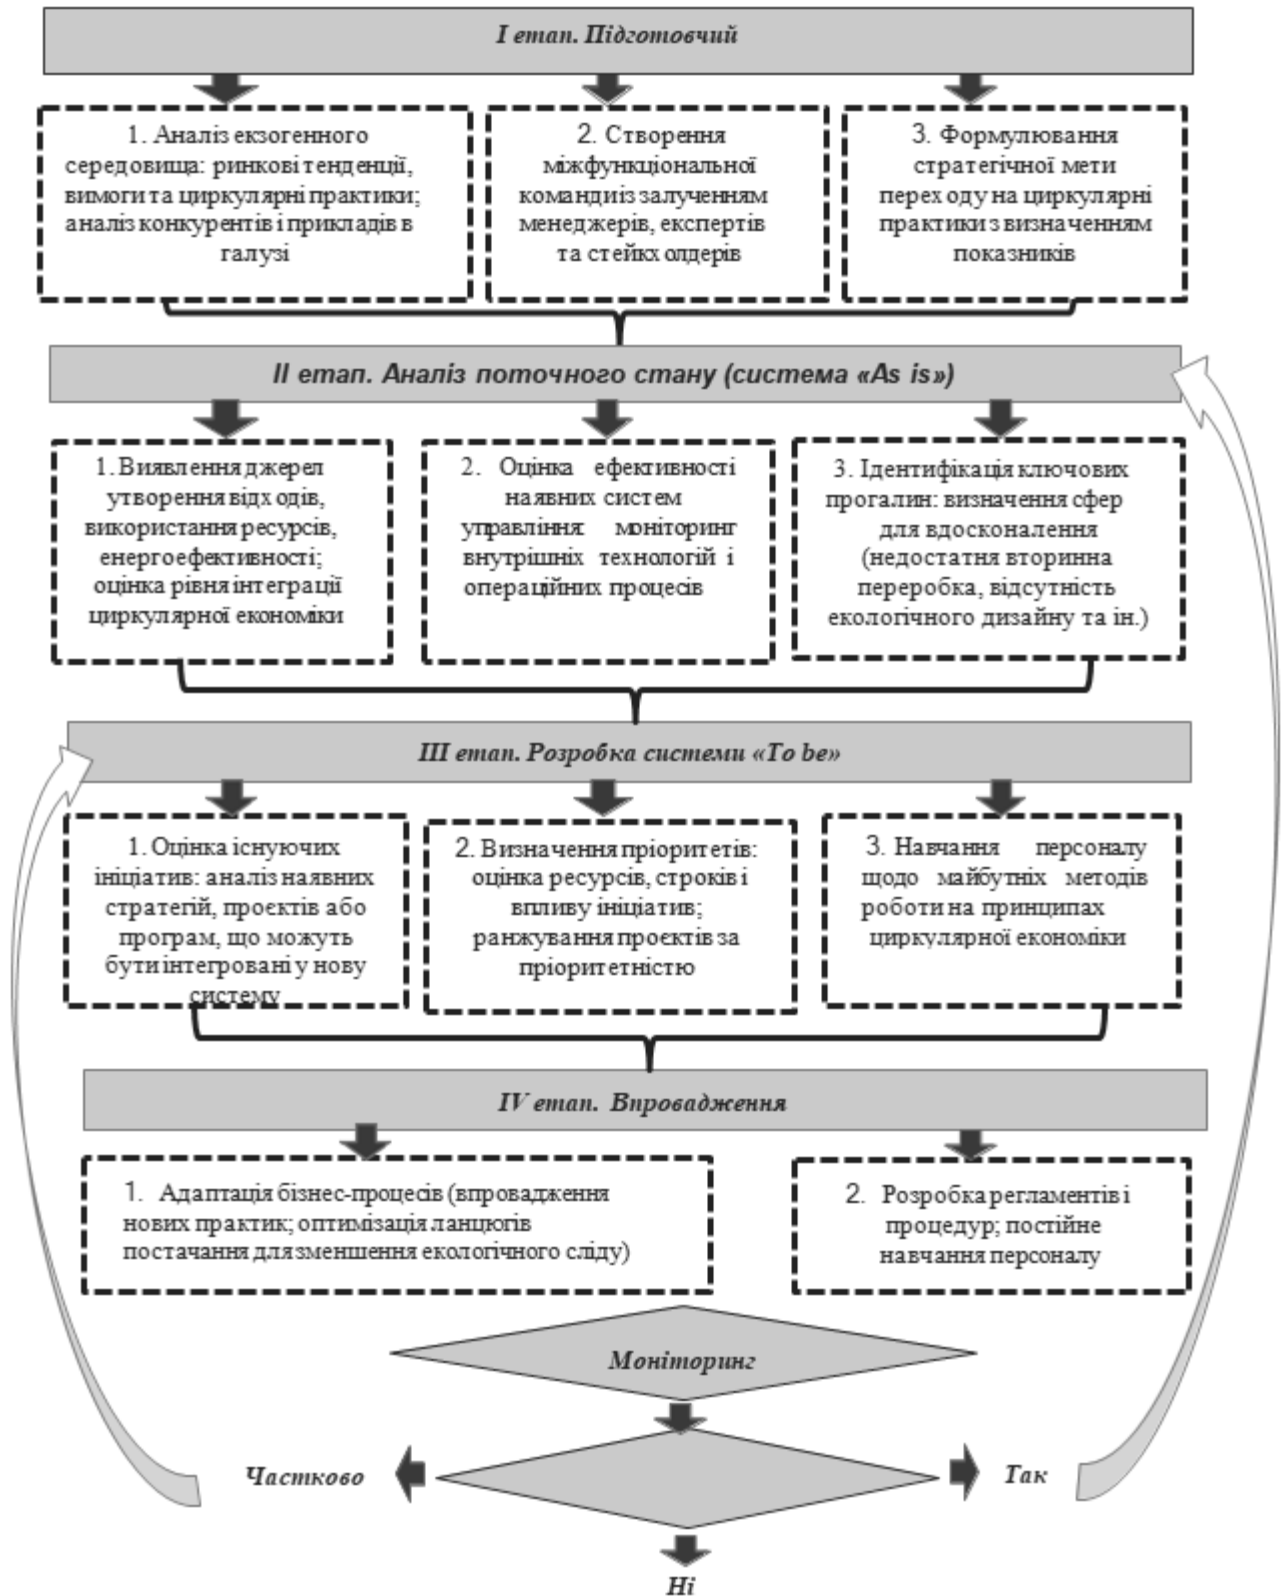 I етап. Підготовчий
1. Аналіз екзогенного
середовища: ринкові тенденції,
вимоги та циркулярні практики;
аналіз конкурентів і прикладів в
галузі
2. Створення
міжфункціональної
команди із залученням
менеджерів, експертів
та стейкхолдерів
3. Формулювання
стратегічної мети
переходу на циркулярні
практики з визначенням
показників
II етап. Аналіз поточного стану (система «As is»)
1. Виявлення джерел
утворення відходів,
використання ресурсів,
енергоефективності;
оцінка рівня інтеграції
циркулярної економіки
2. Оцінка ефективності
наявних систем
управління: моніторинг
внутрішніх технологій і
операційних процесів
3. Ідентифікація ключових
прогалин: визначення сфер
для вдосконалення
(недостатня вторинна
переробка, відсутність
екологічного дизайну та ін.)
III етап. Розробка системи «To be»
1. Оцінка існуючих
ініціатив: аналіз наявних
стратегій, проєктів або
програм, що можуть
бути інтегровані у нову
систему
2. Визначення пріоритетів:
оцінка ресурсів, строків і
впливу ініціатив;
ранжування проєктів за
пріоритетністю
3. Навчання персоналу
щодо майбутніх методів
роботи на принципах
циркулярної економіки
IV етап. Впровадження
1. Адаптація бізнес-процесів (впровадження
нових практик; оптимізація ланцюгів
постачання для зменшення екологічного сліду)
2. Розробка регламентів і
процедур; постійне
навчання персоналу
Моніторинг
Частково
Так
Ні